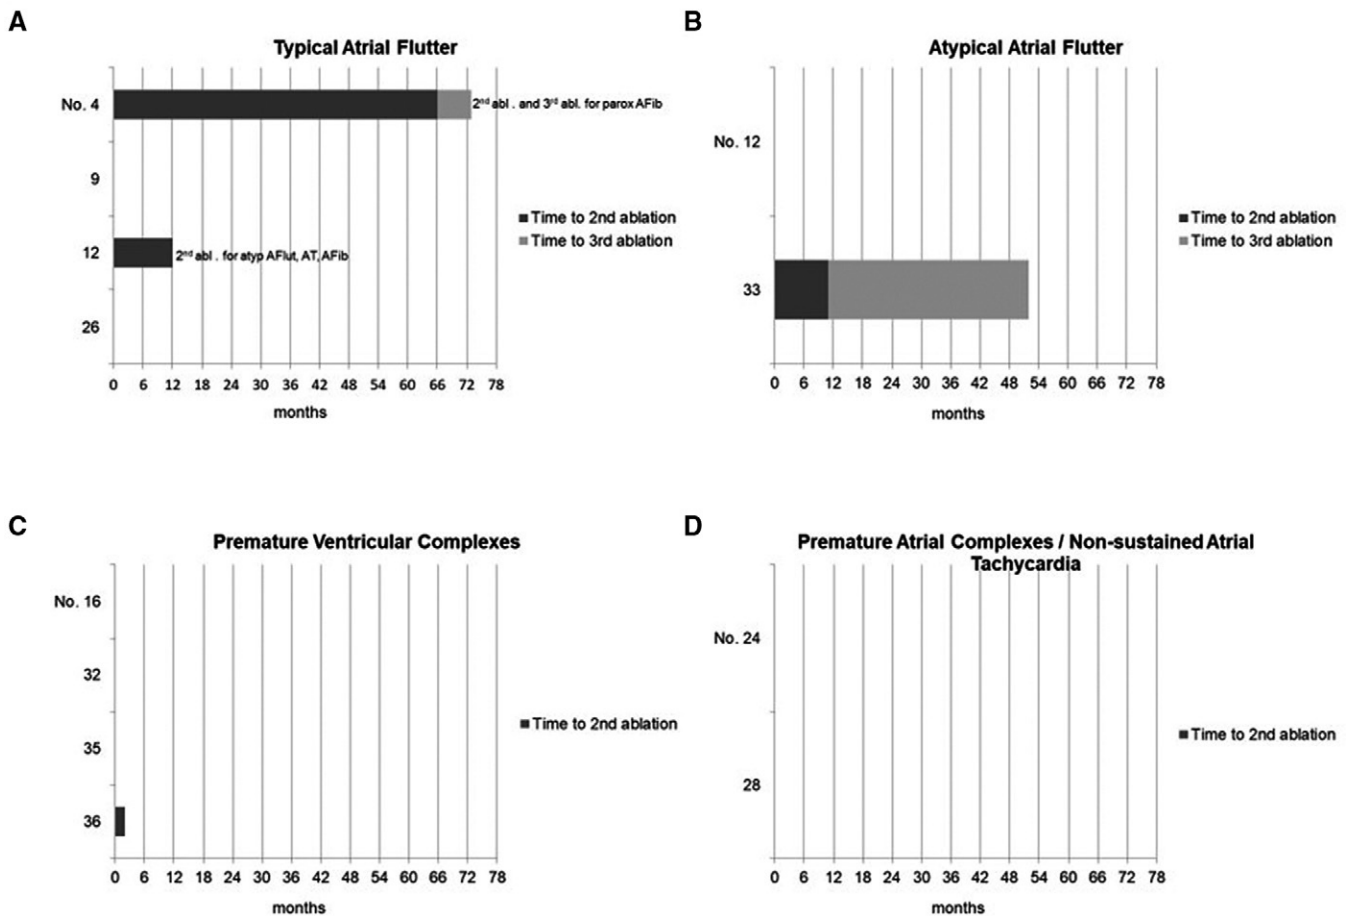 A
Typical Atrial Flutter
No. 4
2nd abl . and 3rd abl. for parox AFib
9
12
2nd abl . for atyp AFlut, AT, AFib
26
0 6 12 18 24 30 36 42 48 54 60 66 72 78
months
Time to 2nd ablation
Time to 3rd ablation
B
Atypical Atrial Flutter
No. 12
33
0 6 12 18 24 30 36 42 48 54 60 66 72 78
months
Time to 2nd ablation
Time to 3rd ablation
C
Premature Ventricular Complexes
No. 16
32
35
36
0 6 12 18 24 30 36 42 48 54 60 66 72 78
months
Time to 2nd ablation
D
Premature Atrial Complexes / Non-sustained Atrial
Tachycardia
No. 24
28
0 6 12 18 24 30 36 42 48 54 60 66 72 78
months
Time to 2nd ablation